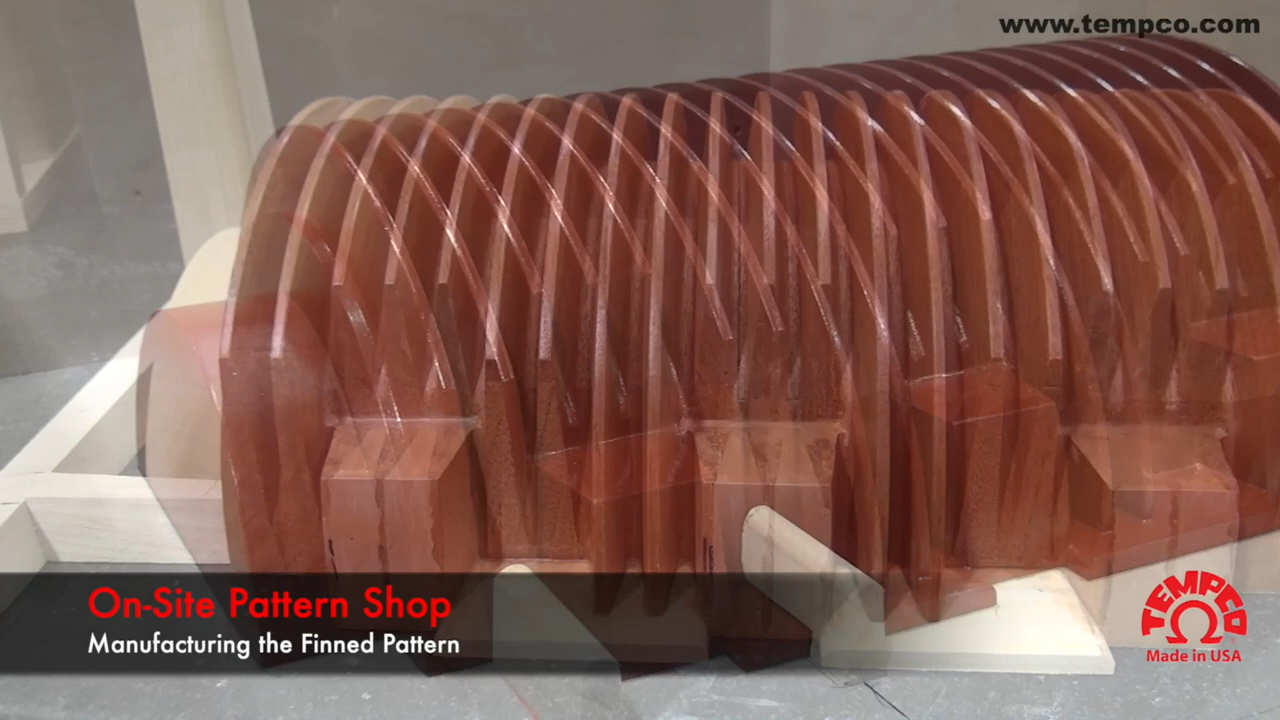 www.tempco.com
On-Site Pattern Shop
Manufacturing the Finned Pattern
TEMPCO
Made in USA